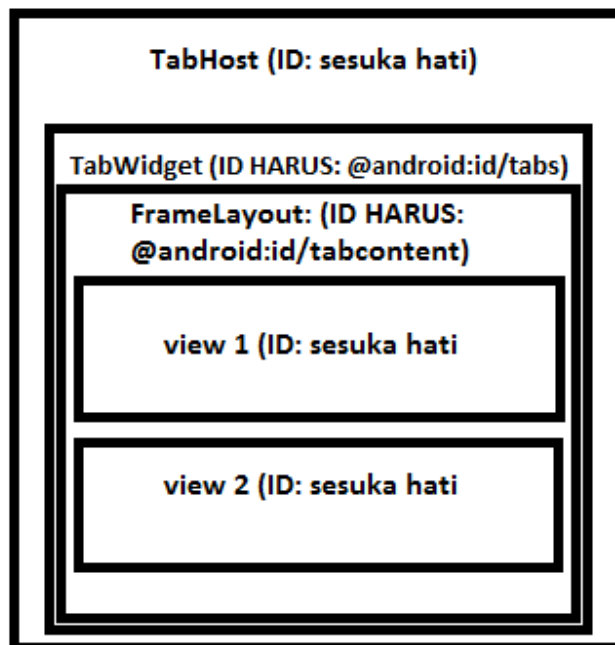 TabHost (ID: sesuka hati)
TabWidget (ID HARUS: @android:id/tabs)
FrameLayout: (ID HARUS:
@android:id/tabcontent)
view 1 (ID: sesuka hati
view 2 (ID: sesuka hati